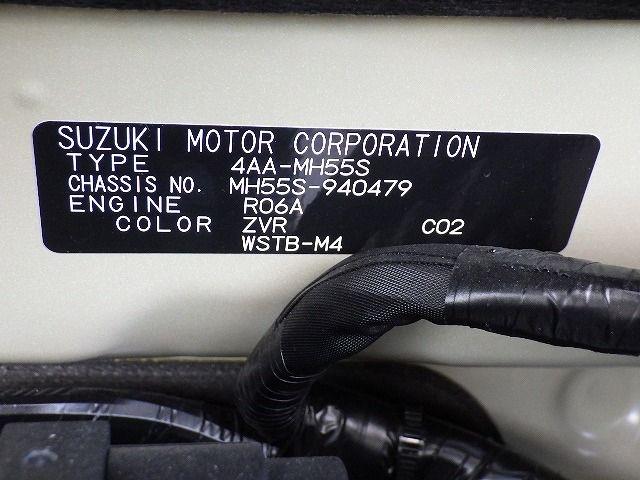 SUZUKI MOTOR CORPORATION
TYPE 4AA-MH55S
CHASSIS NO. MH55S-940479
ENGINE R06A
COLOR ZVR C02
WSTB-M4